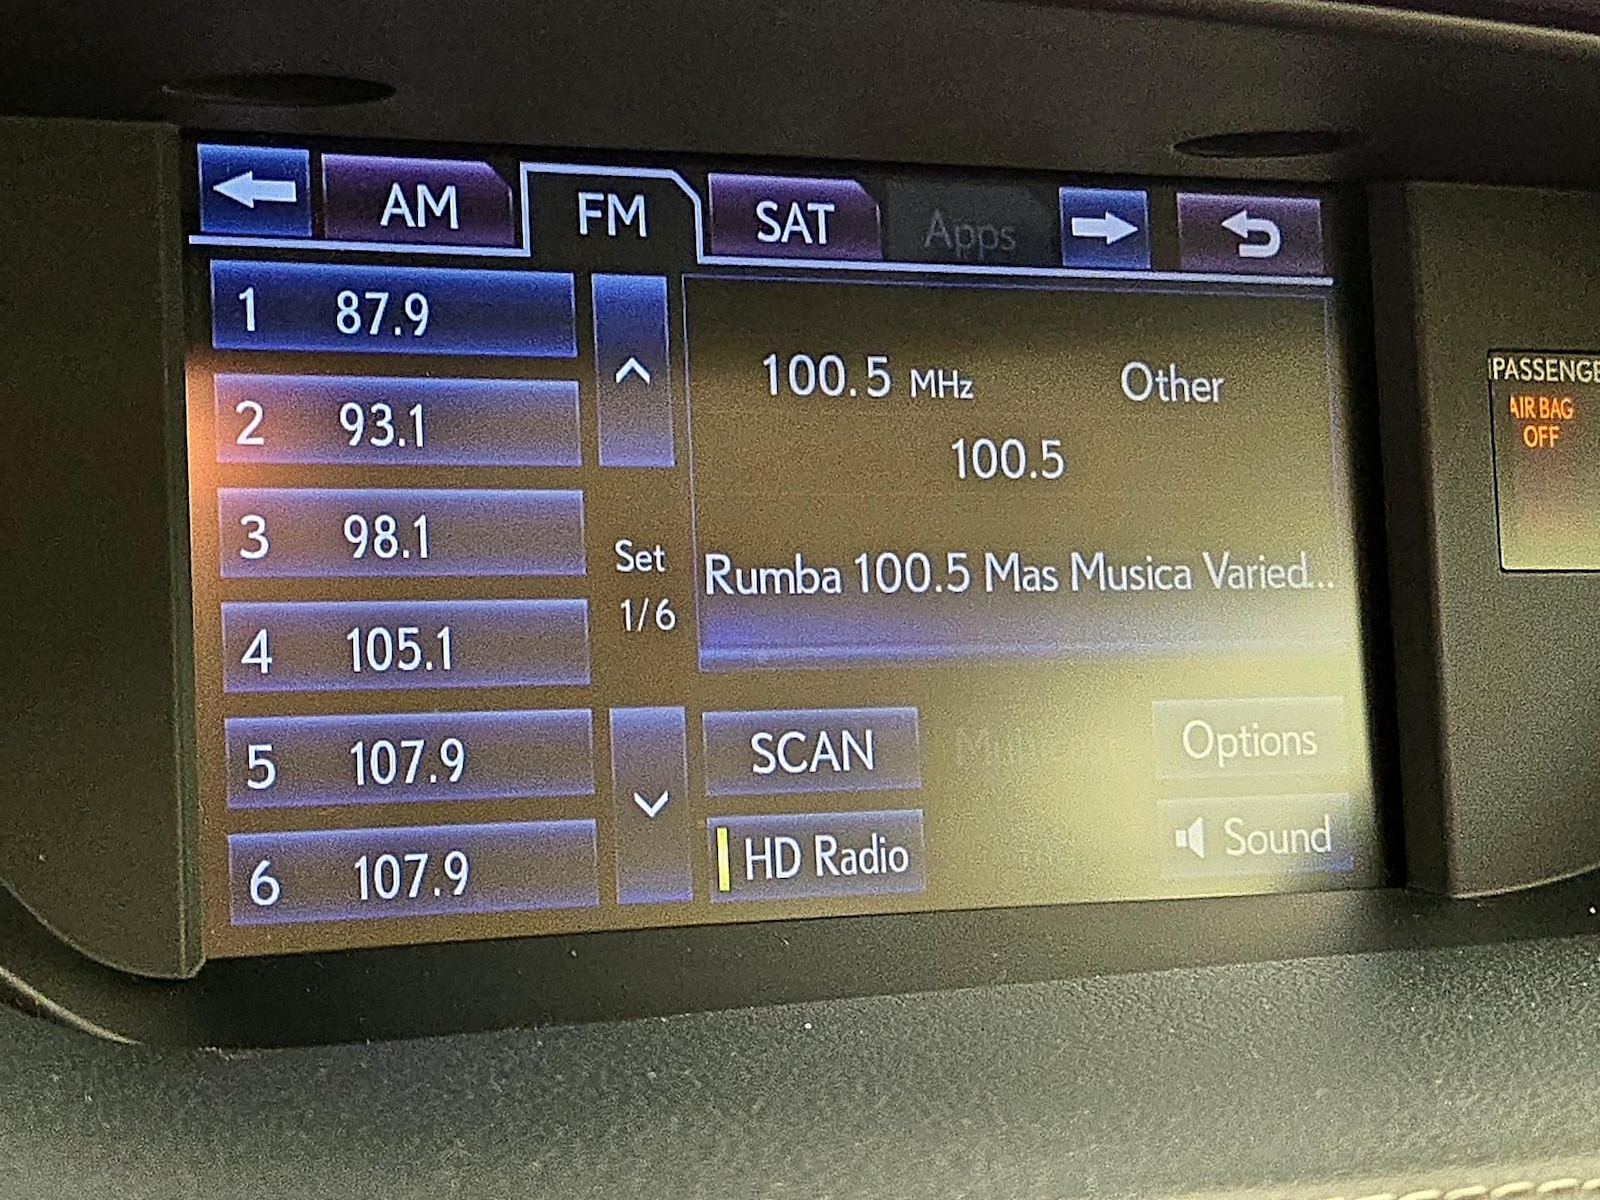 AM FM SAT Apps
1 87.9
2 93.1
3 98.1
4 105.1
5 107.9
6 107.9
Set
1/6
100.5 MHz Other
100.5
Rumba 100.5 Mas Musica Varied...
SCAN Options
HD Radio Sound
PASSENGE
AIR BAG
OFF